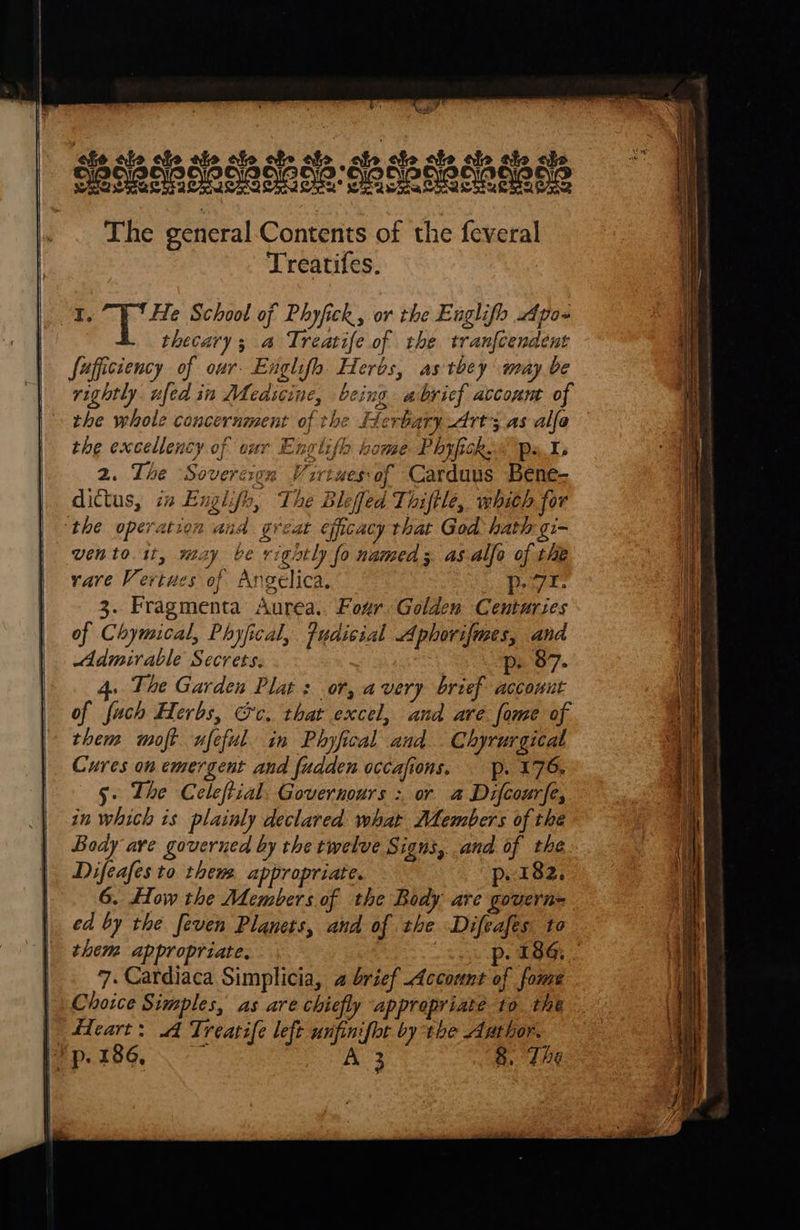 The general Contents of the ſeveral
Treatiſes.
1. THe School of Phyſick, or the Engliſh Apo-
thecary; a Treatiſe of the tranſcendent
ſufficiency of our Engliſh Herbs, as they may be
rightly uſed in Medicine, being a brief account of
the whole concernment of the Herbary Art; as alſo
the excellency of our Engliſh home Phyſick. p. 1.
2. The Sovereign Virtues of Carduus Bene-
dictus, in Engliſh, The Bleſſed Thiſtle, which for
the operation and great efficacy that God hath gi-
ven to it, may be rightly ſo named; as alſo of the
rare Vertues of Angelica. p. 71.
3. Fragmenta Aurea. Four Golden Centuries
of Chymical, Phyſical, Judicial Aphoriſmes, and
Admirable Secrets. p. 87.
4. The Garden Plat: or, a very brief account
of ſuch Herbs, &c. that excel, and are ſome of
them moſt uſeful in Phyſical and Chyrurgical
Cures on emergent and ſudden occaſions. p. 176.
5. The Celeſtial Governours: or a Diſcourſe,
in which is plainly declared what Members of the
Body are governed by the twelve Signs, and of the
Diſeaſes to them appropriate. p. 182.
6. How the Members of the Body are govern-
ed by the ſeven Planets, and of the Diſeaſes to
them appropriate. p. 186.
7. Cardiaca Simplicia, a brief Account of ſome
Choice Simples, as are chiefly appropriate to the
Heart: A Treatiſe left unfiniſht by the Author.
p. 186. A 3 8. The